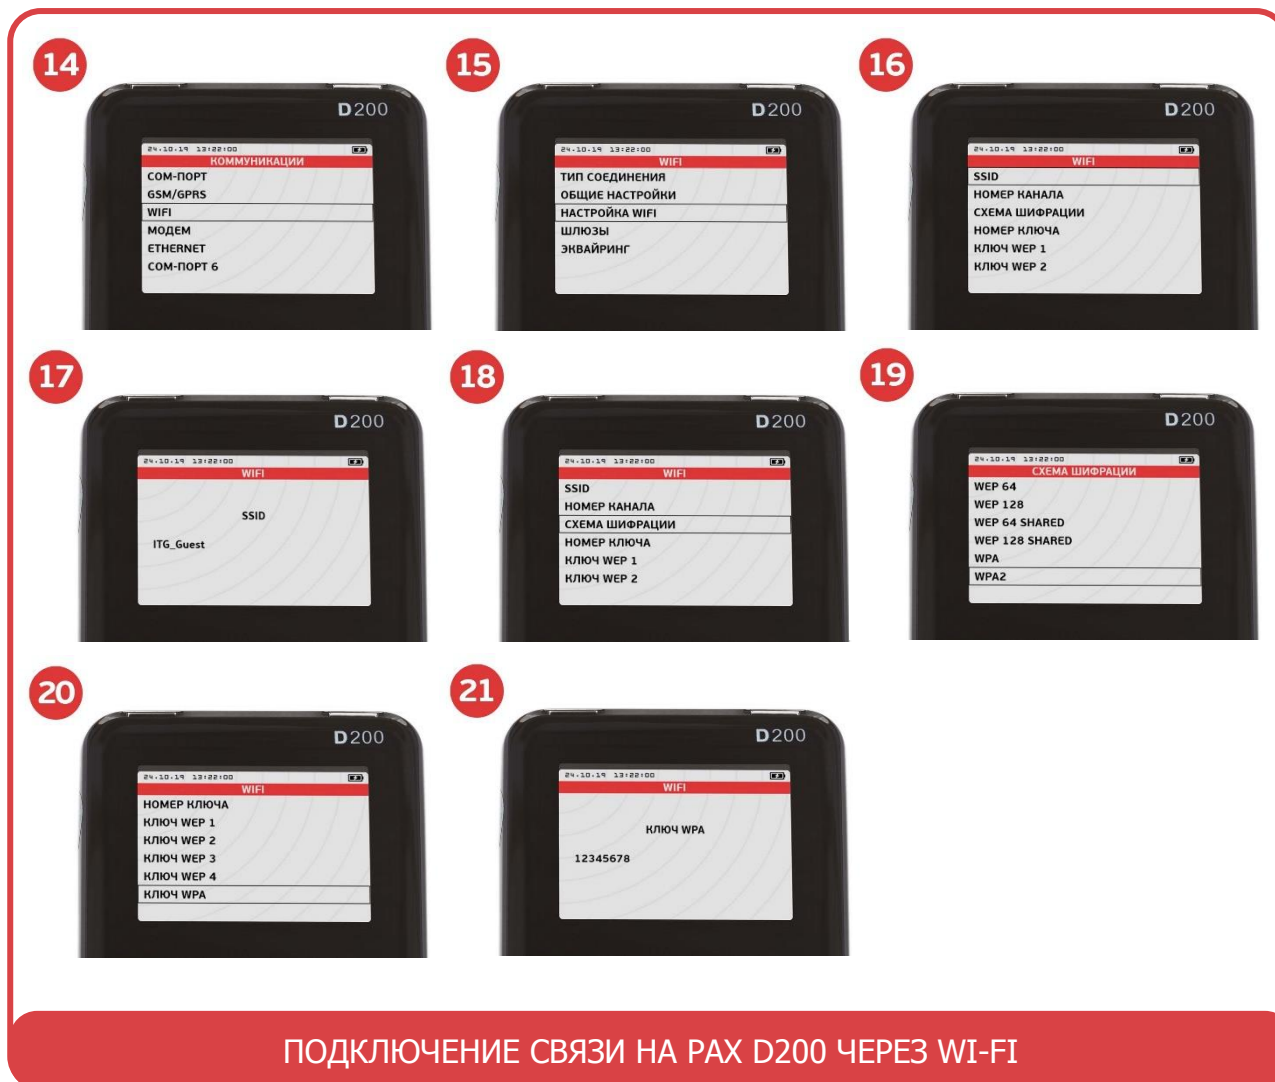 14
D200
24.10.19 13:22:00
КОММУНИКАЦИИ
COM-ПОРТ
GSM/GPRS
WIFI
МОДЕМ
ETHERNET
COM-ПОРТ 6
15
D200
24.10.19 13:22:00
WIFI
ТИП СОЕДИНЕНИЯ
ОБЩИЕ НАСТРОЙКИ
НАСТРОЙКА WIFI
ШЛЮЗЫ
ЭКВАЙРИНГ
16
D200
24.10.19 13:22:00
WIFI
SSID
НОМЕР КАНАЛА
СХЕМА ШИФРАЦИИ
НОМЕР КЛЮЧА
КЛЮЧ WEP 1
КЛЮЧ WEP 2
17
D200
24.10.19 13:22:00
WIFI
SSID
ITG_Guest
18
D200
24.10.19 13:22:00
WIFI
SSID
НОМЕР КАНАЛА
СХЕМА ШИФРАЦИИ
НОМЕР КЛЮЧА
КЛЮЧ WEP 1
КЛЮЧ WEP 2
19
D200
24.10.19 13:22:00
СХЕМА ШИФРАЦИИ
WEP 64
WEP 128
WEP 64 SHARED
WEP 128 SHARED
WPA
WPA2
20
D200
24.10.19 13:22:00
WIFI
НОМЕР КЛЮЧА
КЛЮЧ WEP 1
КЛЮЧ WEP 2
КЛЮЧ WEP 3
КЛЮЧ WEP 4
КЛЮЧ WPA
21
D200
24.10.19 13:22:00
WIFI
КЛЮЧ WPA
12345678
ПОДКЛЮЧЕНИЕ СВЯЗИ НА PAX D200 ЧЕРЕЗ WI-FI